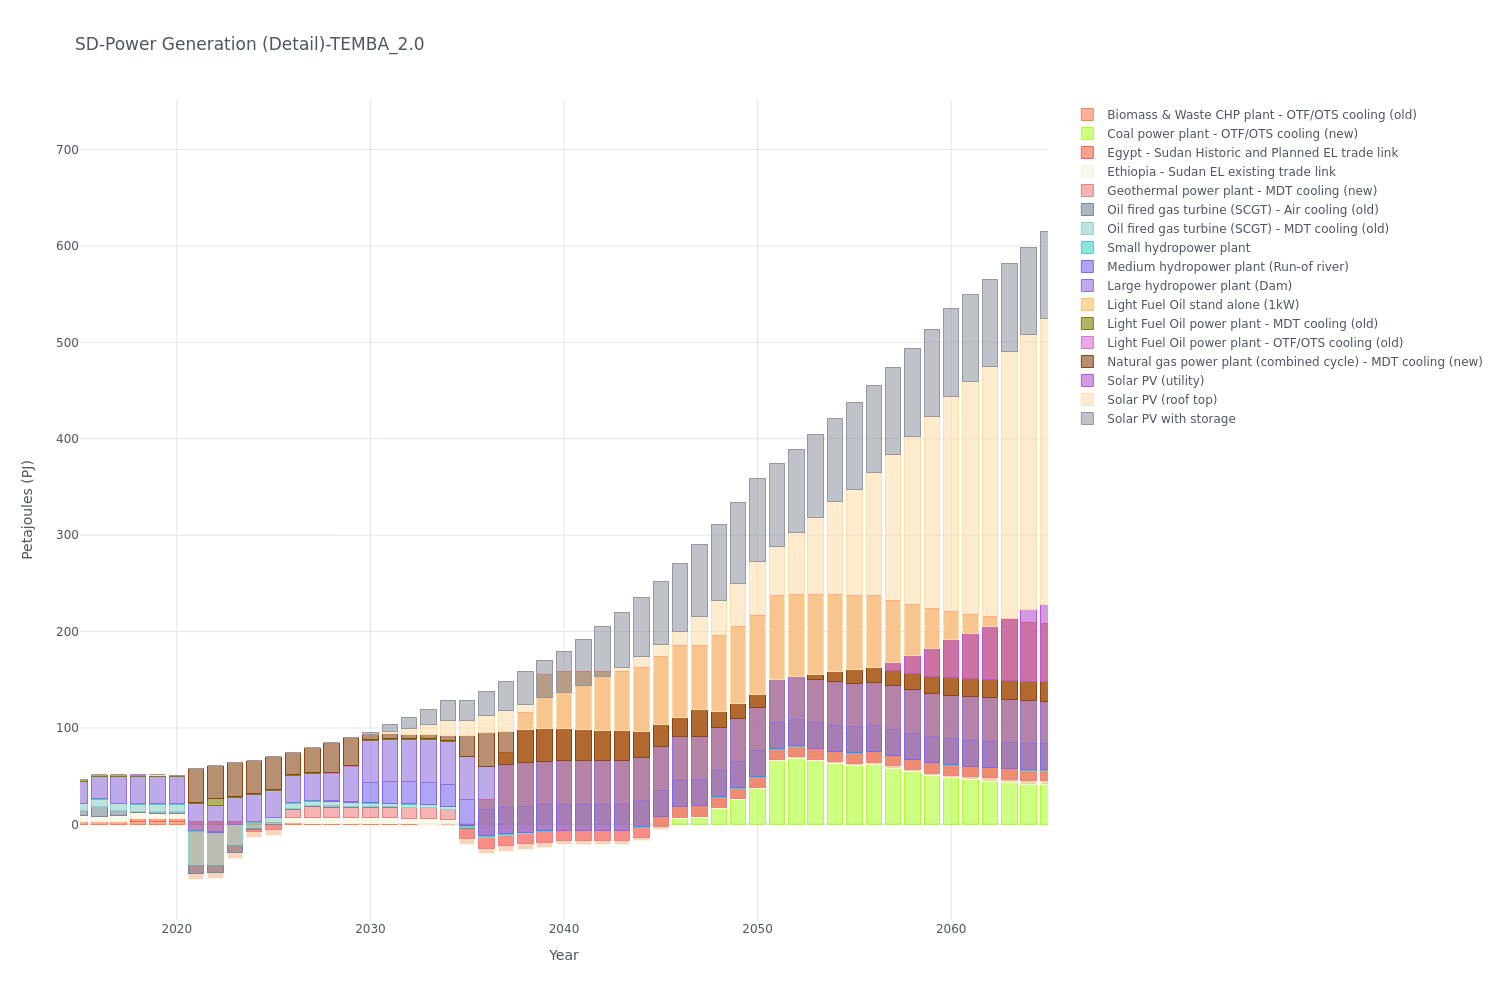 SD-Power Generation (Detail)-TEMBA_2.0
Petajoules (PJ)
700
600
500
400
300
200
100
0
2020
2030
2040
2050
2060
Year
Biomass & Waste CHP plant - OTF/OTS cooling (old)
Coal power plant - OTF/OTS cooling (new)
Egypt - Sudan Historic and Planned EL trade link
Ethiopia - Sudan EL existing trade link
Geothermal power plant - MDT cooling (new)
Oil fired gas turbine (SCGT) - Air cooling (old)
Oil fired gas turbine (SCGT) - MDT cooling (old)
Small hydropower plant
Medium hydropower plant (Run-of river)
Large hydropower plant (Dam)
Light Fuel Oil stand alone (1kW)
Light Fuel Oil power plant - MDT cooling (old)
Light Fuel Oil power plant - OTF/OTS cooling (old)
Natural gas power plant (combined cycle) - MDT cooling (new)
Solar PV (utility)
Solar PV (roof top)
Solar PV with storage